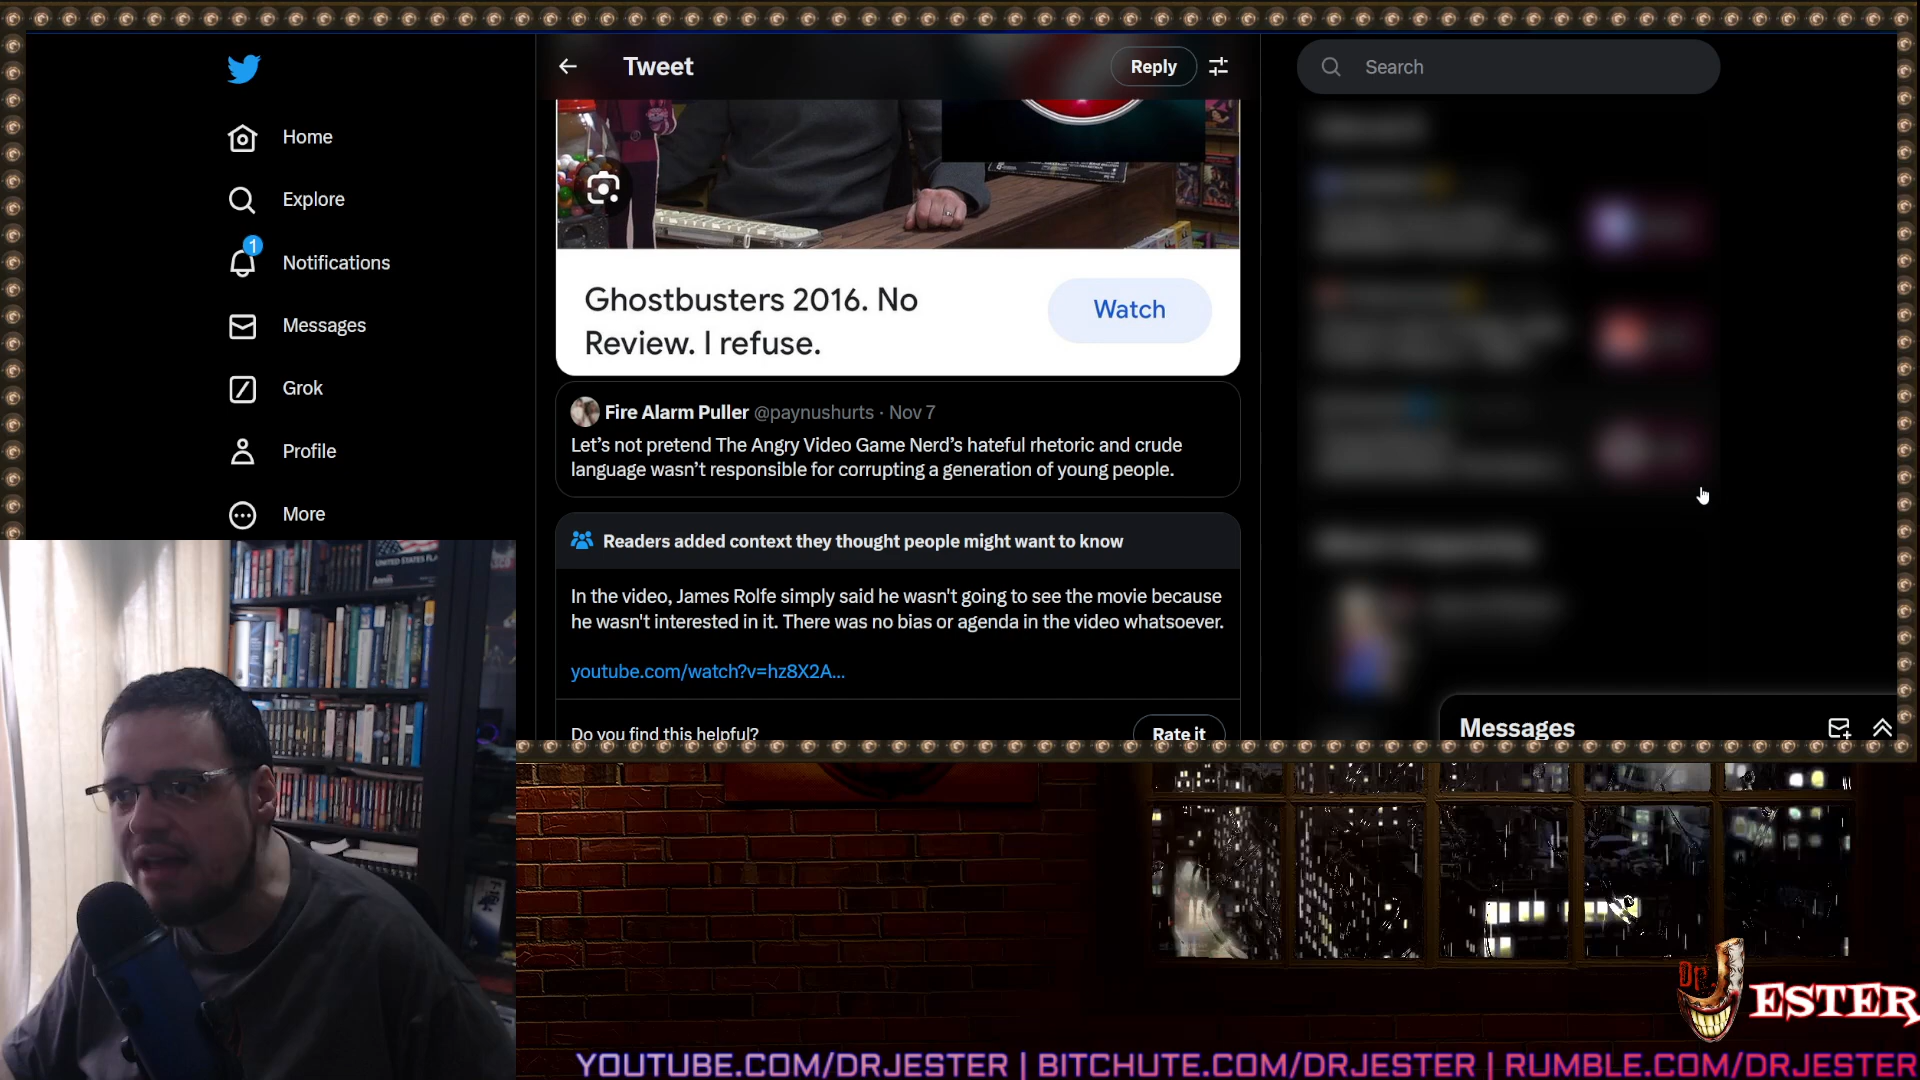 Home
Explore
1
Notifications
Messages
Grok
Profile
More
Tweet
Reply
Ghostbusters 2016. No
Review. I refuse.
Watch
Fire Alarm Puller @paynushurts · Nov 7
Let's not pretend The Angry Video Game Nerd's hateful rhetoric and crude
language wasn't responsible for corrupting a generation of young people.
Readers added context they thought people might want to know
In the video, James Rolfe simply said he wasn't going to see the movie because
he wasn't interested in it. There was no bias or agenda in the video whatsoever.
youtube.com/watch?v=hz8X2A...
Do you find this helpful?
Rate it
Search
Messages
UNITED STATES FLAG
Dr. JESTER
YOUTUBE.COM/DRJESTER | BITCHUTE.COM/DRJESTER | RUMBLE.COM/DRJESTER